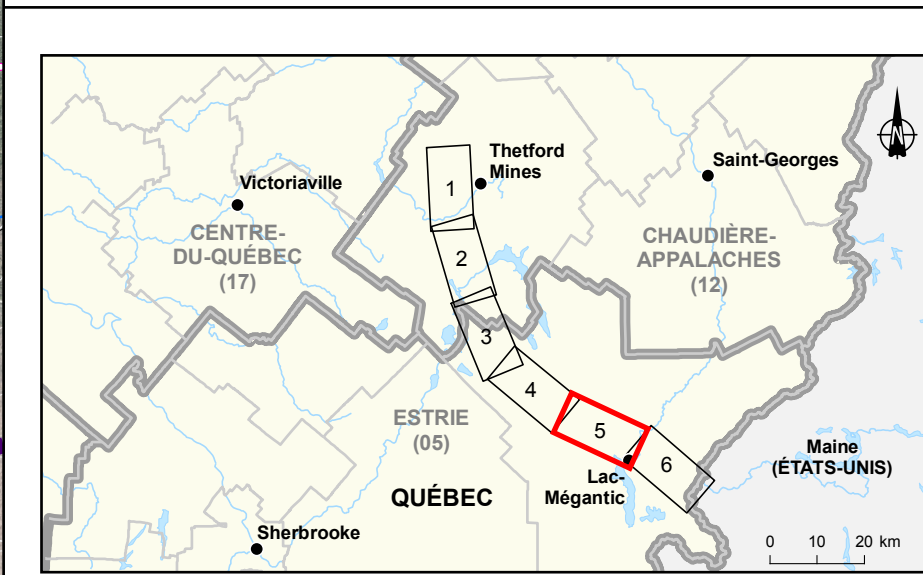 Thetford
Mines
Saint-Georges
1
Victoriaville
CENTRE-
DU-QUÉBEC
(17)
CHAUDIÈRE-
APPALACHES
(12)
2
3
4
ESTRIE
(05)
5
6
Maine
(ÉTATS-UNIS)
Lac-
Mégantic
QUÉBEC
Sherbrooke
0 10 20 km
N